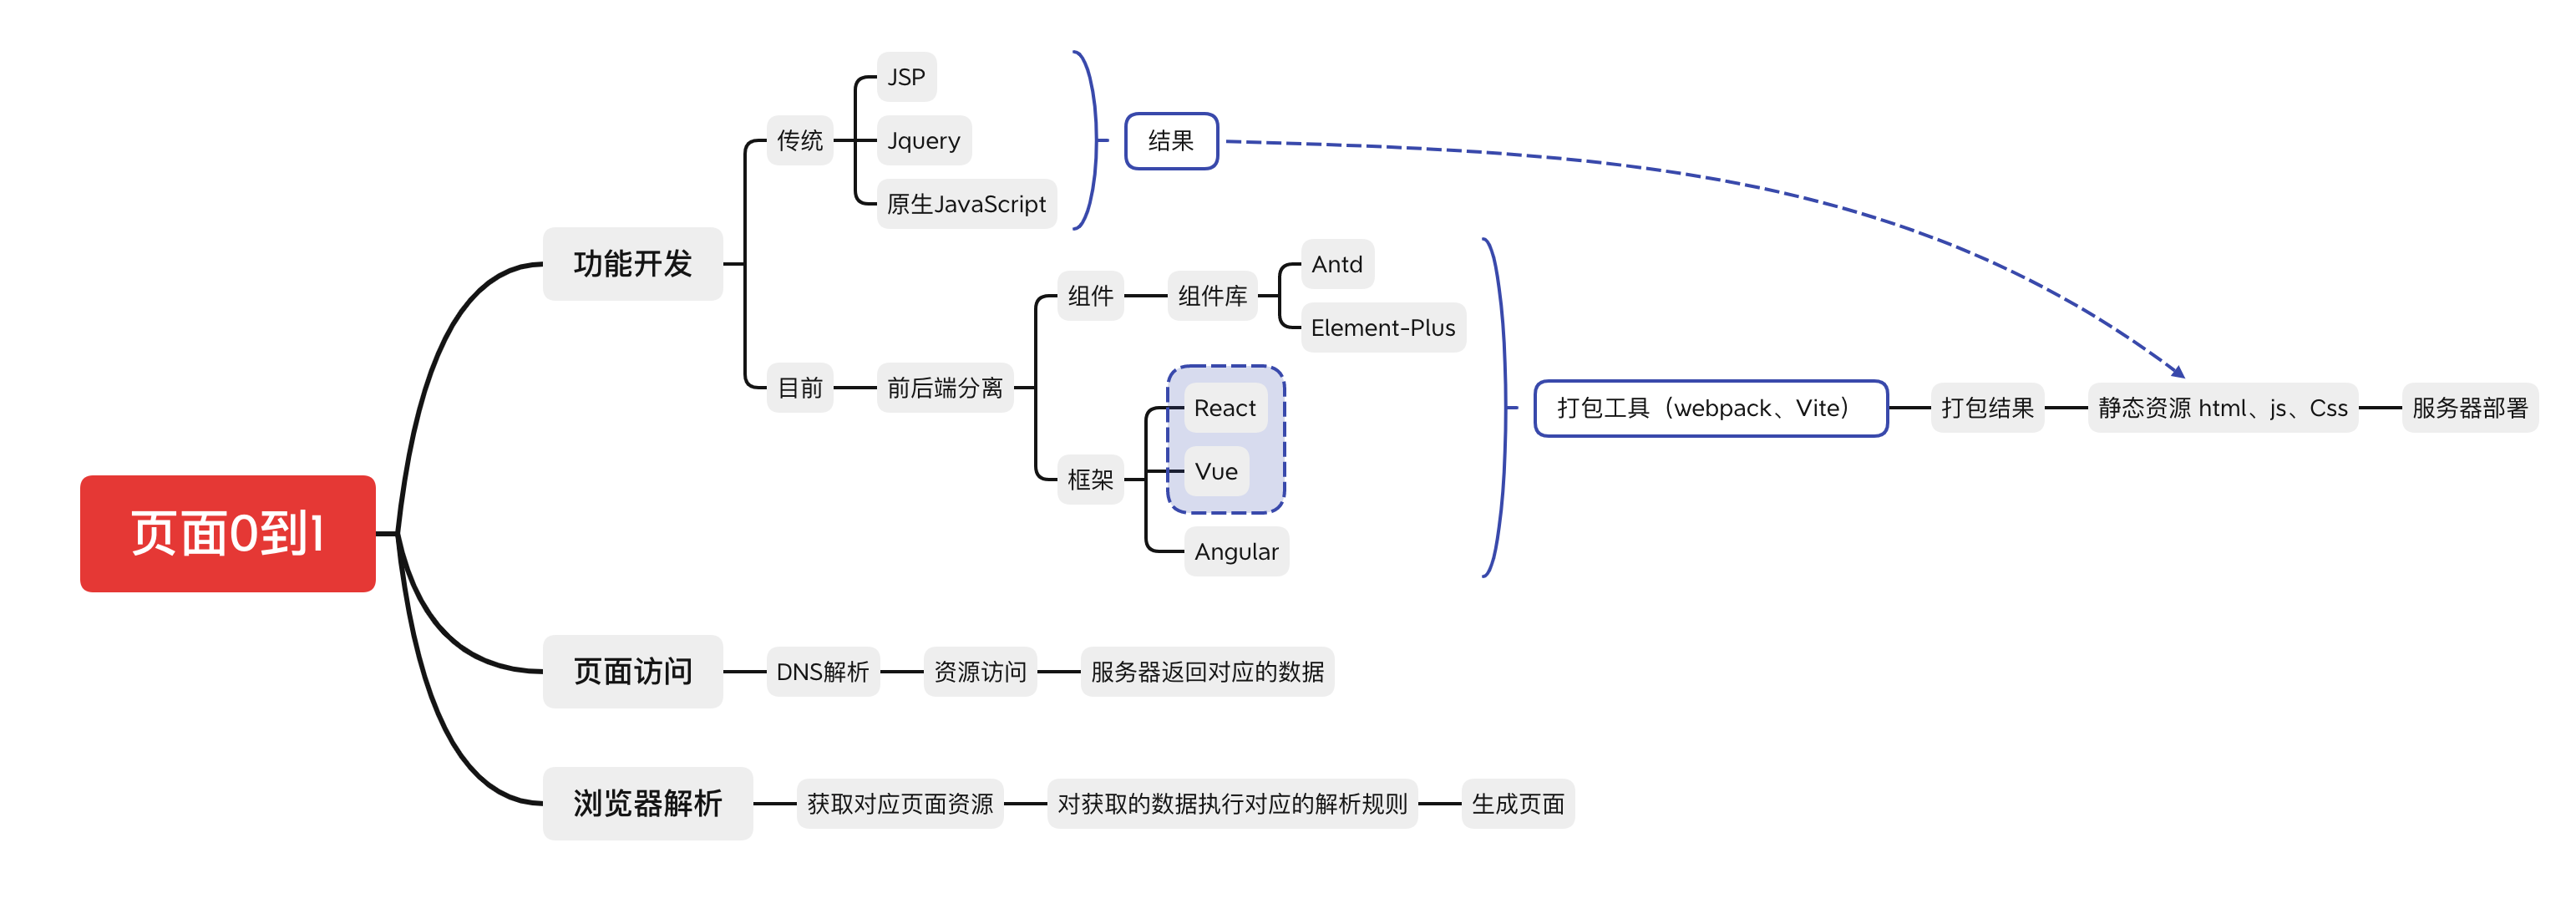 页面0到1
功能开发
传统
JSP
Jquery
原生JavaScript
结果
目前
前后端分离
组件
组件库
Antd
Element-Plus
框架
React
Vue
Angular
打包工具（webpack、Vite）
打包结果
静态资源 html、js、Css
服务器部署
页面访问
DNS解析
资源访问
服务器返回对应的数据
浏览器解析
获取对应页面资源
对获取的数据执行对应的解析规则
生成页面